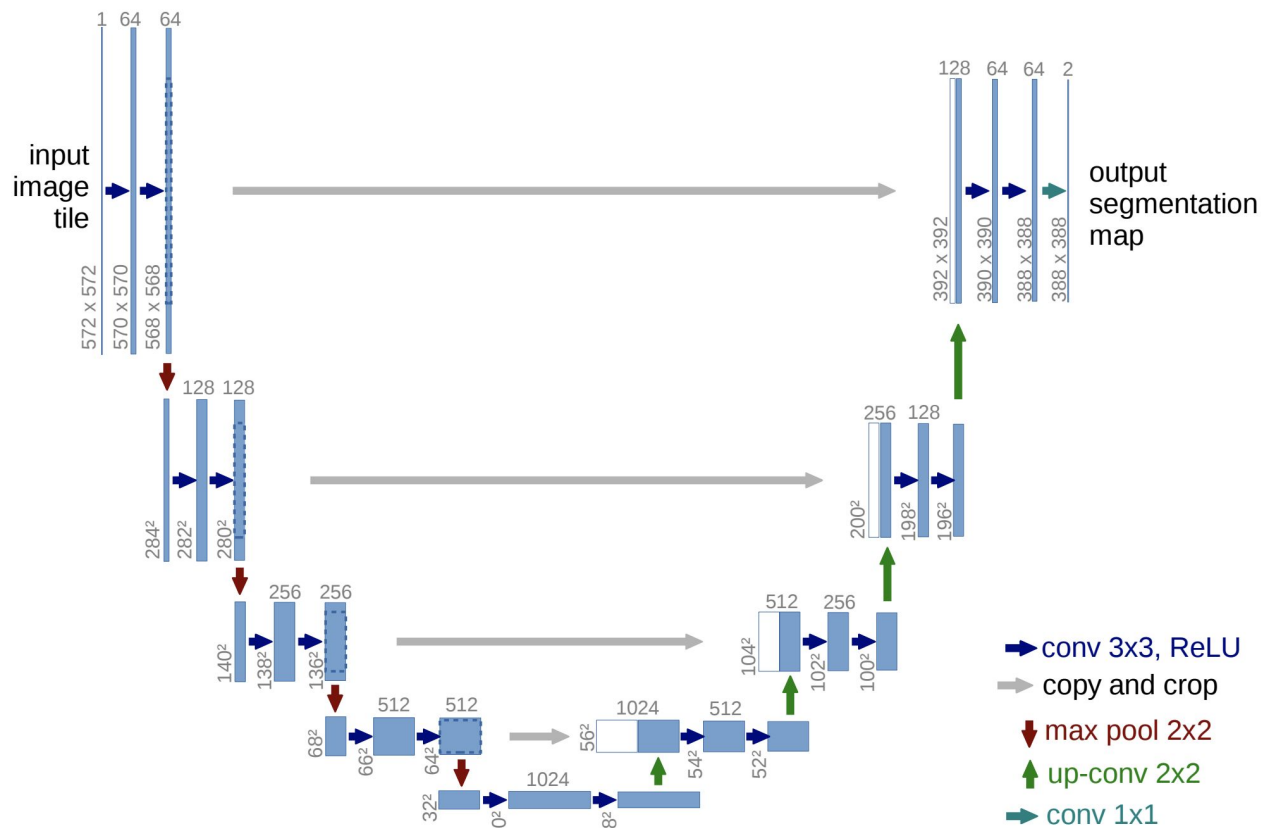 1 64 64
input
image
tile
572 x 572
570 x 570
568 x 568
128 64 64 2
output
segmentation
map
392 x 392
390 x 390
388 x 388
388 x 388
128 128
284²
282²
280²
256 128
200²
198²
196²
256 256
140²
138²
136²
512 256
104²
102²
100²
512 512
68²
66²
64²
1024 512
56²
54²
52²
1024
32²
0²
8²
conv 3x3, ReLU
copy and crop
max pool 2x2
up-conv 2x2
conv 1x1